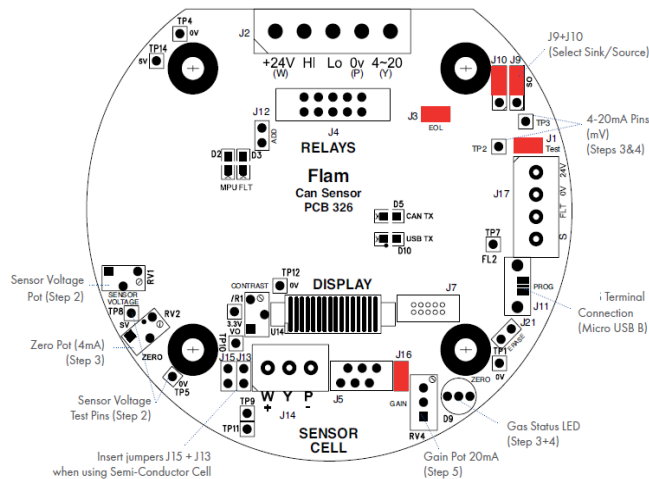 J9+J10
(Select Sink/Source)
TP4
0V
TP14
5V
J2
+24V HI Lo 0v 4~20
(W) (P) (Y)
J10 J9
SO
TP3
4-20mA Pins
(mV)
(Steps 3&4)
J12
ADD
J4
RELAYS
J3
EOL
TP2
J1
Test
D2 D3
MPU FLT
Flam
Can Sensor
PCB 326
J17
24V
0V
FLT
S
D5
CAN TX
USB TX
D10
TP7
FL2
Sensor Voltage
Pot (Step 2)
RV1
SENSOR
VOLTAGE
TP8
5V
RV2
ZERO
Zero Pot (4mA)
(Step 3)
TP5
0V
Sensor Voltage
Test Pins (Step 2)
CONTRAST
TP12
0V
DISPLAY
/R1
3.3V
VO
U14
TP10
J7
PROG
J11
Terminal
Connection
(Micro USB B)
J21
ERASE
TP1
0V
J15 J13
W Y P
+ -
J14
J5
J16
ZERO
GAIN
RV4
D9
TP9
TP11
SENSOR
CELL
Gas Status LED
(Step 3+4)
Gain Pot 20mA
(Step 5)
Insert jumpers J15 + J13
when using Semi-Conductor Cell